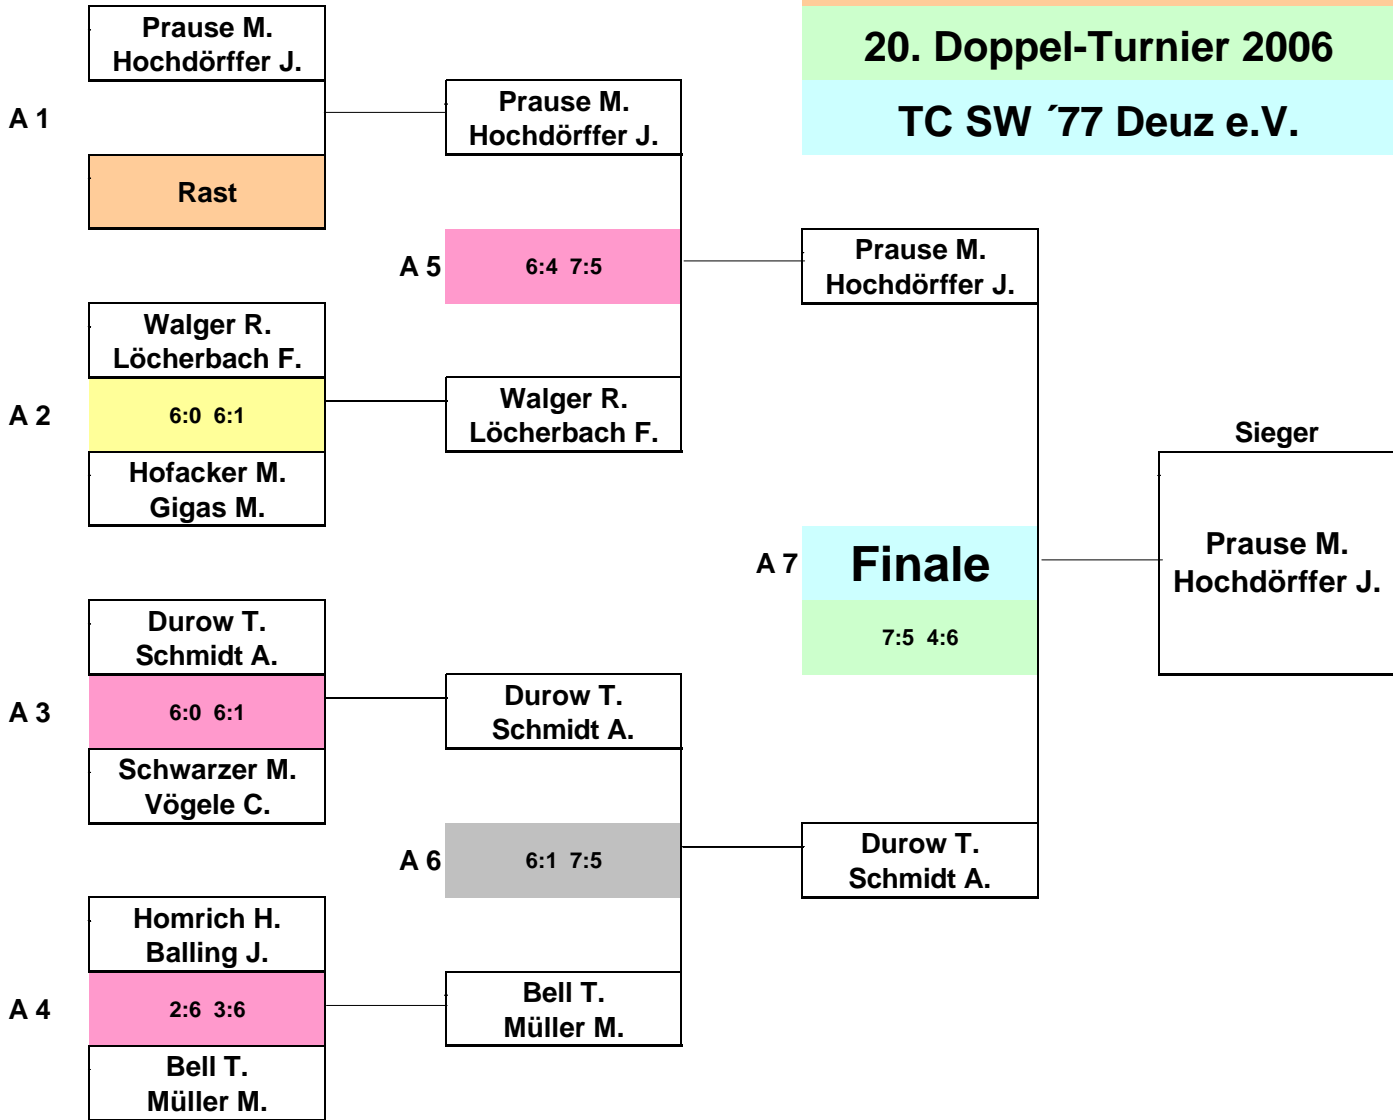 20. Doppel-Turnier 2006
TC SW ´77 Deuz e.V.
Prause M.
Hochdörffer J.
A 1
Rast
Walger R.
Löcherbach F.
A 2
6:0 6:1
Hofacker M.
Gigas M.
Durow T.
Schmidt A.
A 3
6:0 6:1
Schwarzer M.
Vögele C.
Homrich H.
Balling J.
A 4
2:6 3:6
Bell T.
Müller M.
Prause M.
Hochdörffer J.
A 5
6:4 7:5
Walger R.
Löcherbach F.
Durow T.
Schmidt A.
A 6
6:1 7:5
Bell T.
Müller M.
Prause M.
Hochdörffer J.
A 7
Finale
7:5 4:6
Durow T.
Schmidt A.
Sieger
Prause M.
Hochdörffer J.